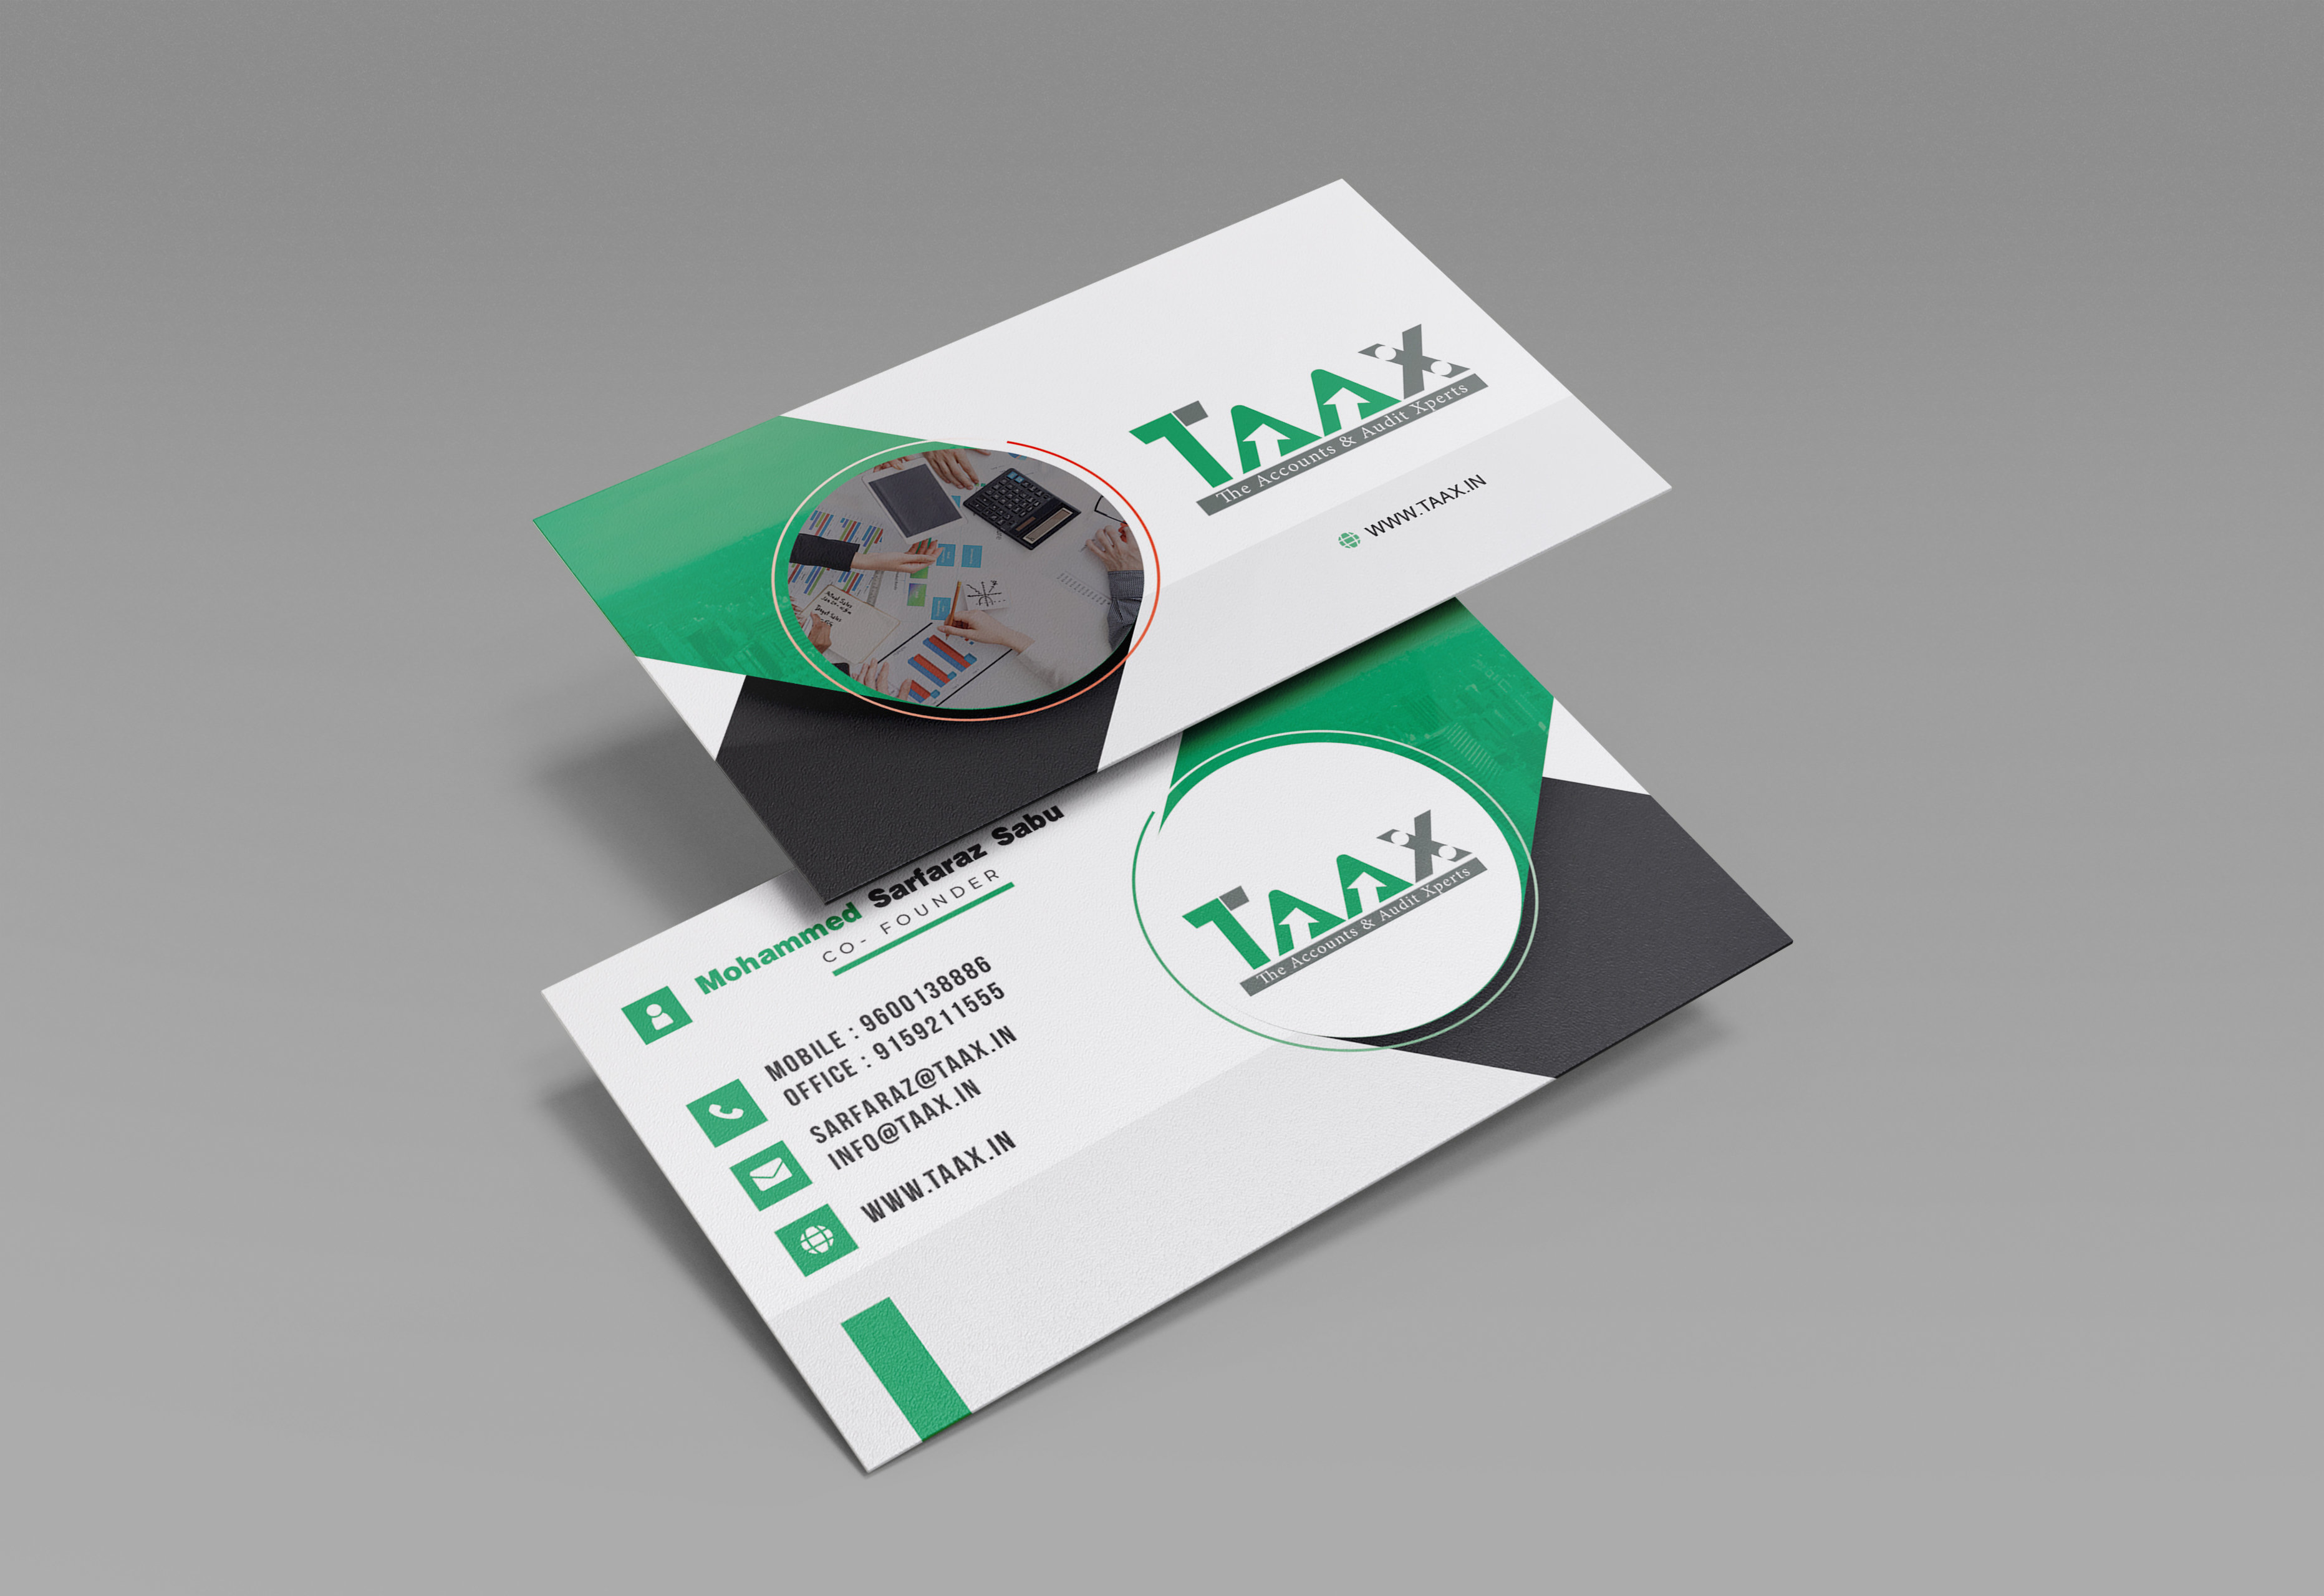 TAAX
The Accounts & Audit Xperts
WWW.TAAX.IN
Mohammed Sarfaraz Sabu
CO- FOUNDER
MOBILE : 9600138886
OFFICE : 9159211555
SARFARAZ@TAAX.IN
INFO@TAAX.IN
WWW.TAAX.IN
TAAX
The Accounts & Audit Xperts